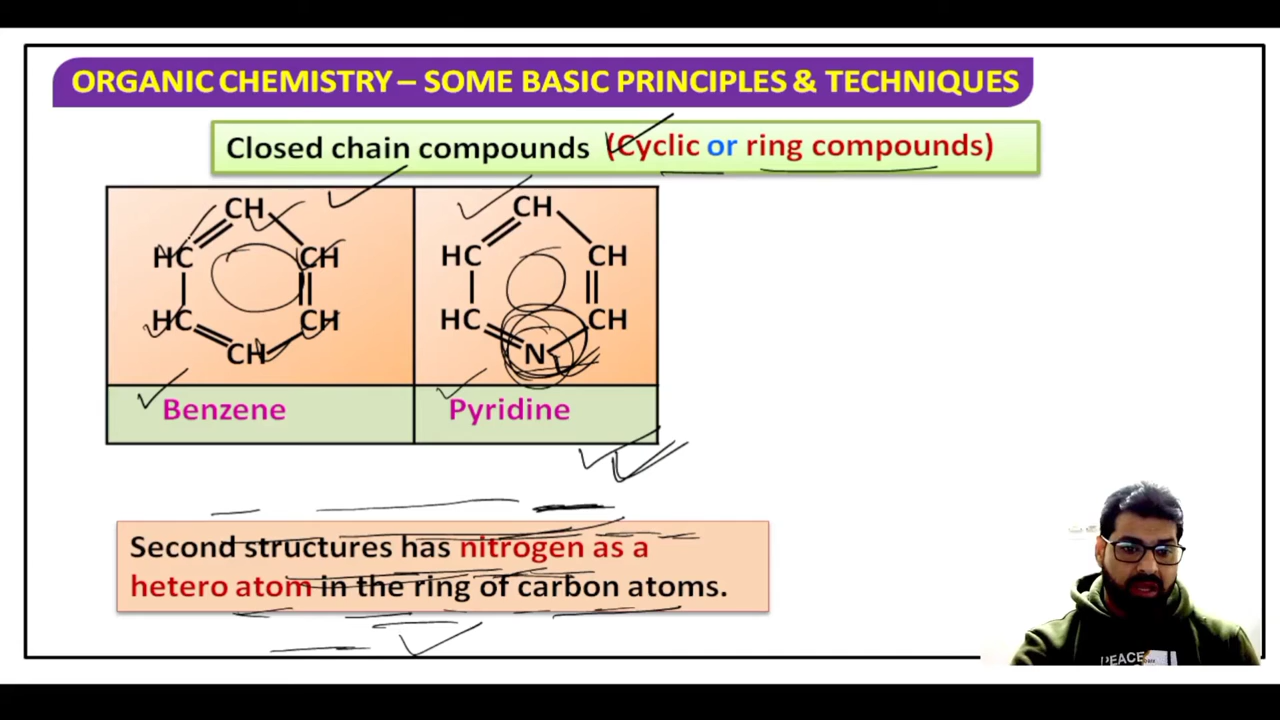 ORGANIC CHEMISTRY – SOME BASIC PRINCIPLES & TECHNIQUES
Closed chain compounds (Cyclic or ring compounds)
CH
HC CH
HC CH
CH
Benzene
CH
HC CH
HC CH
N
Pyridine
Second structures has nitrogen as a
hetero atom in the ring of carbon atoms.
PEACE